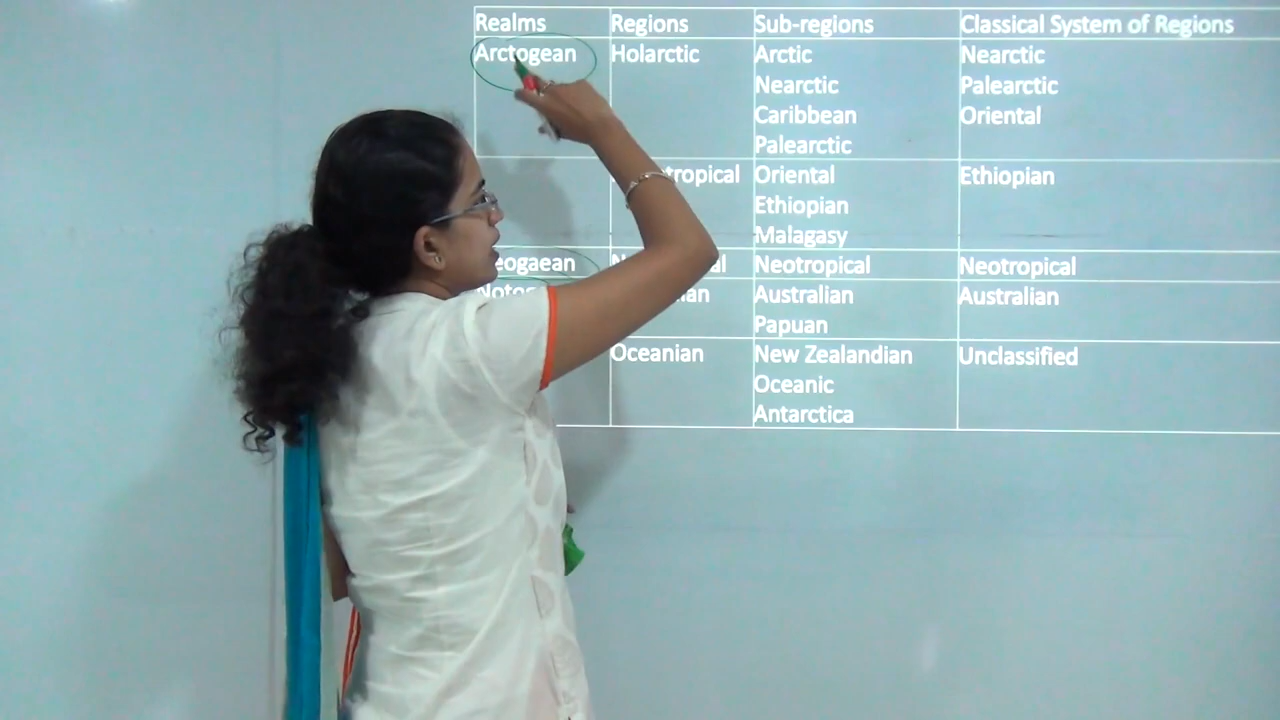 Realms Regions Sub-regions Classical System of Regions
Arctogean Holarctic Arctic Nearctic
Nearctic Palearctic
Caribbean Oriental
Palearctic
Oriental Ethiopian
Ethiopian
Malagasy
Neotropical Neotropical
Australian Australian
Papuan
Oceanian New Zealandian Unclassified
Oceanic
Antarctica